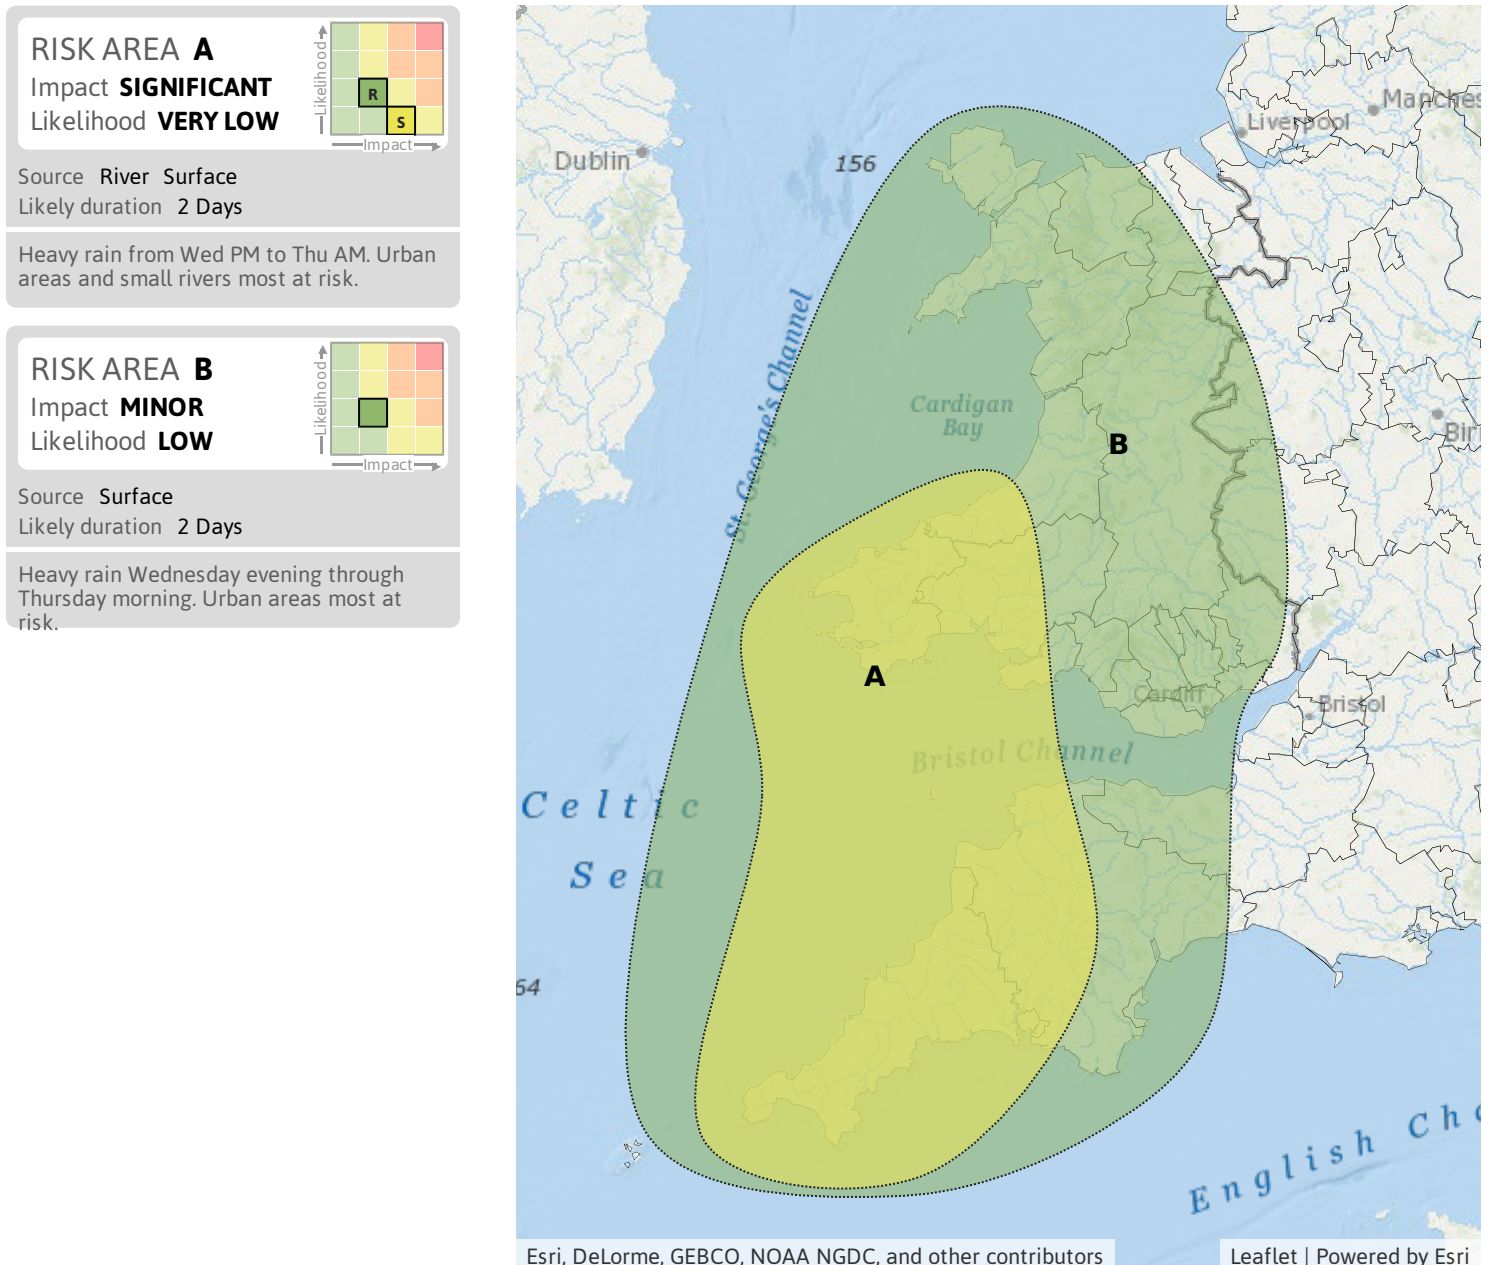 RISK AREA A
Impact SIGNIFICANT
Likelihood VERY LOW
Likelihood
R
S
Impact
Source River Surface
Likely duration 2 Days
Heavy rain from Wed PM to Thu AM. Urban
areas and small rivers most at risk.
RISK AREA B
Impact MINOR
Likelihood LOW
Likelihood
Impact
Source Surface
Likely duration 2 Days
Heavy rain Wednesday evening through
Thursday morning. Urban areas most at
risk.
Manches
Liverpool
Dublin
156
St. George's Channel
Cardigan
Bay
B
Birl
A
Cardiff
Bristol
Bristol Channel
Celtic
Sea
64
English Cha
Esri, DeLorme, GEBCO, NOAA NGDC, and other contributors
Leaflet | Powered by Esri